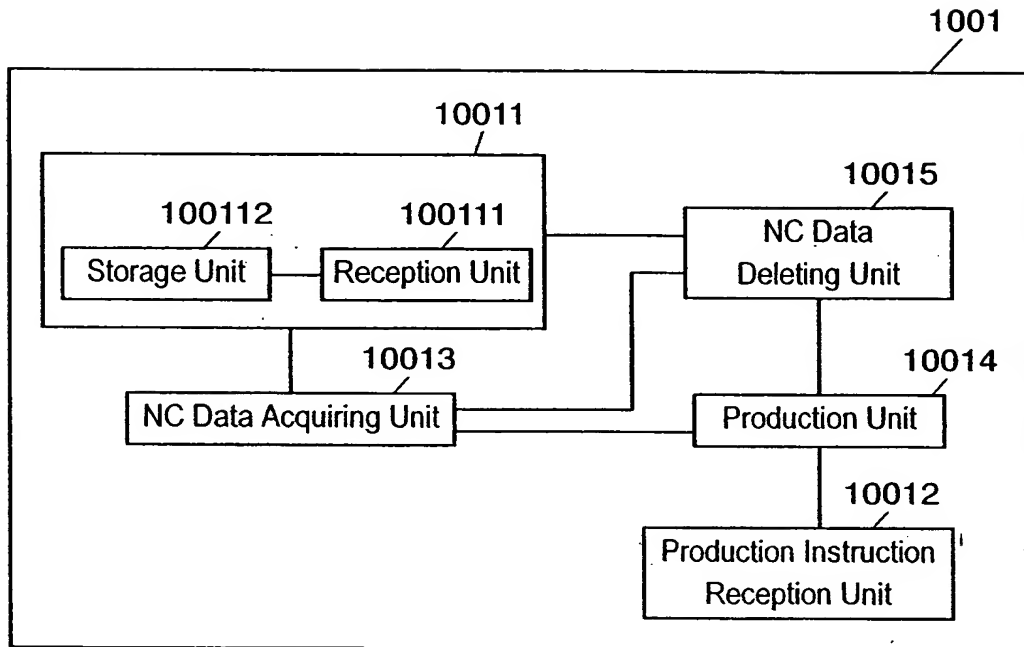 1001
10011
10015
100112
100111
NC Data
Deleting Unit
Storage Unit
Reception Unit
10013
10014
NC Data Acquiring Unit
Production Unit
10012
Production Instruction
Reception Unit